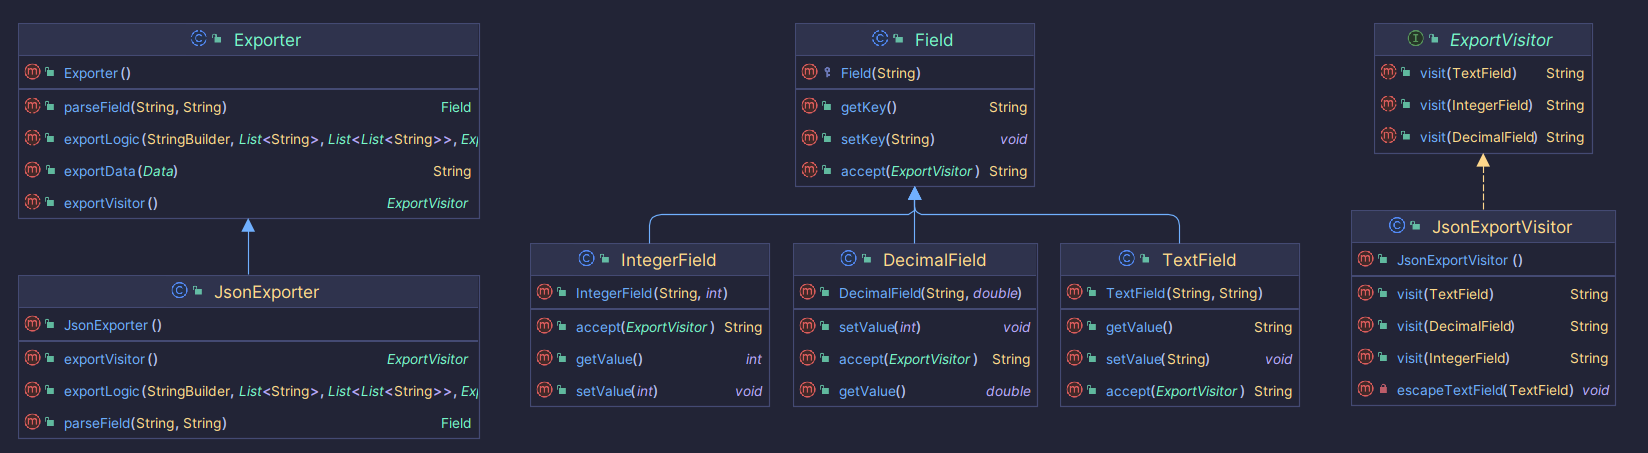 Exporter
Exporter()
parseField(String, String) Field
exportLogic(StringBuilder, List<String>, List<List<String>>, Exp
exportData(Data) String
exportVisitor() ExportVisitor
JsonExporter
JsonExporter()
exportVisitor() ExportVisitor
exportLogic(StringBuilder, List<String>, List<List<String>>, Exp
parseField(String, String) Field
Field
Field(String)
getKey() String
setKey(String) void
accept(ExportVisitor) String
IntegerField
IntegerField(String, int)
accept(ExportVisitor) String
getValue() int
setValue(int) void
DecimalField
DecimalField(String, double)
setValue(int) void
accept(ExportVisitor) String
getValue() double
TextField
TextField(String, String)
getValue() String
setValue(String) void
accept(ExportVisitor) String
ExportVisitor
visit(TextField) String
visit(IntegerField) String
visit(DecimalField) String
JsonExportVisitor
JsonExportVisitor()
visit(TextField) String
visit(DecimalField) String
visit(IntegerField) String
escapeTextField(TextField) void